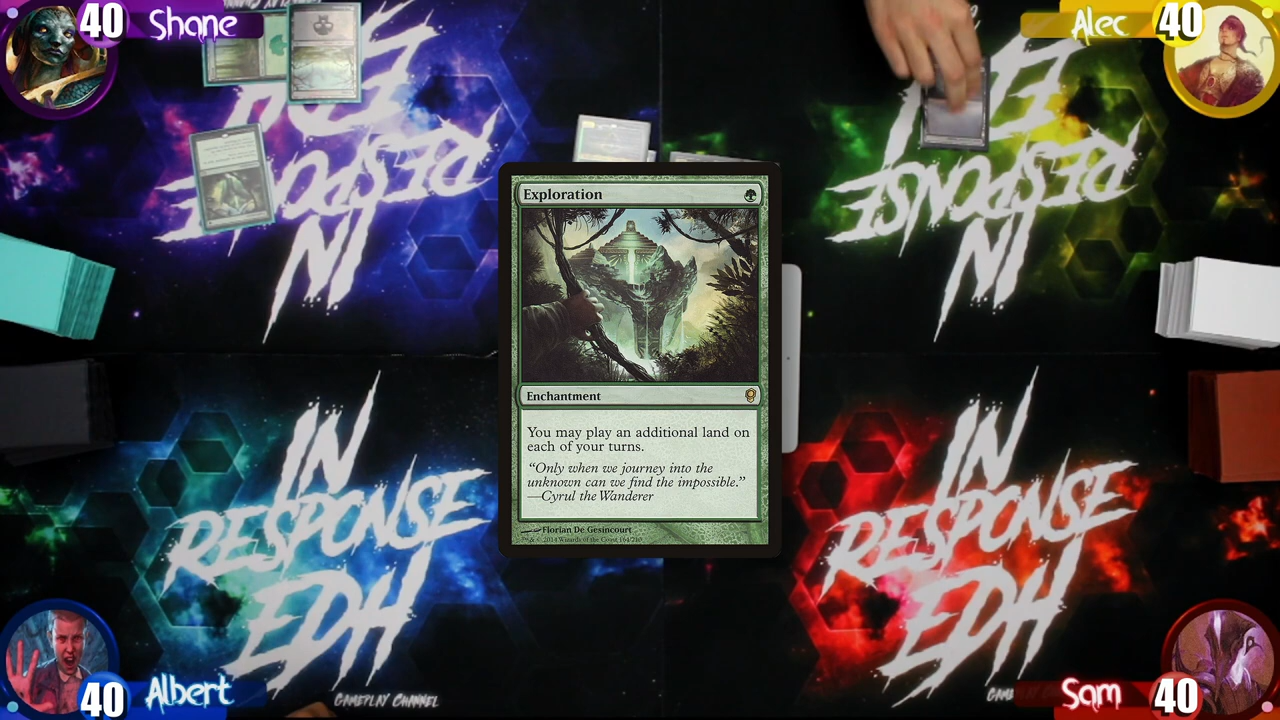 40 Shane
Alec 40
IN
RESPONSE
EDH
IN
RESPONSE
EDH
Exploration
Enchantment
You may play an additional land on
each of your turns.
“Only when we journey into the
unknown can we find the impossible.”
—Cyrul the Wanderer
Florian De Gesincourt
IN
RESPONSE
EDH
GAMEPLAY CHANNEL
IN
RESPONSE
EDH
40 Albert
Sam 40